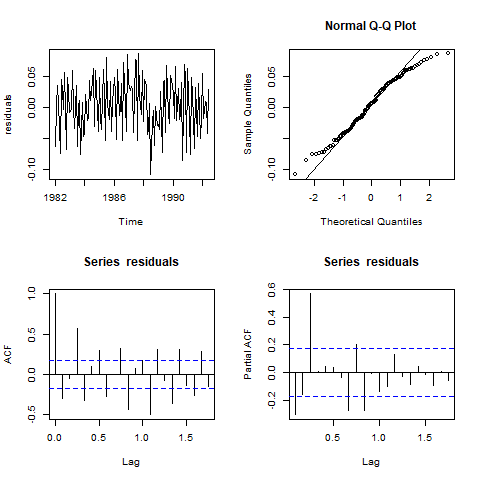 residuals
-0.10
0.00
0.05
1982
1986
1990
Time
Normal Q-Q Plot
Sample Quantiles
-0.10
0.00
0.05
-2
-1
0
1
2
Theoretical Quantiles
Series residuals
ACF
-0.5
0.0
0.5
1.0
0.0
0.5
1.0
1.5
Lag
Series residuals
Partial ACF
-0.2
0.0
0.2
0.4
0.6
0.5
1.0
1.5
Lag